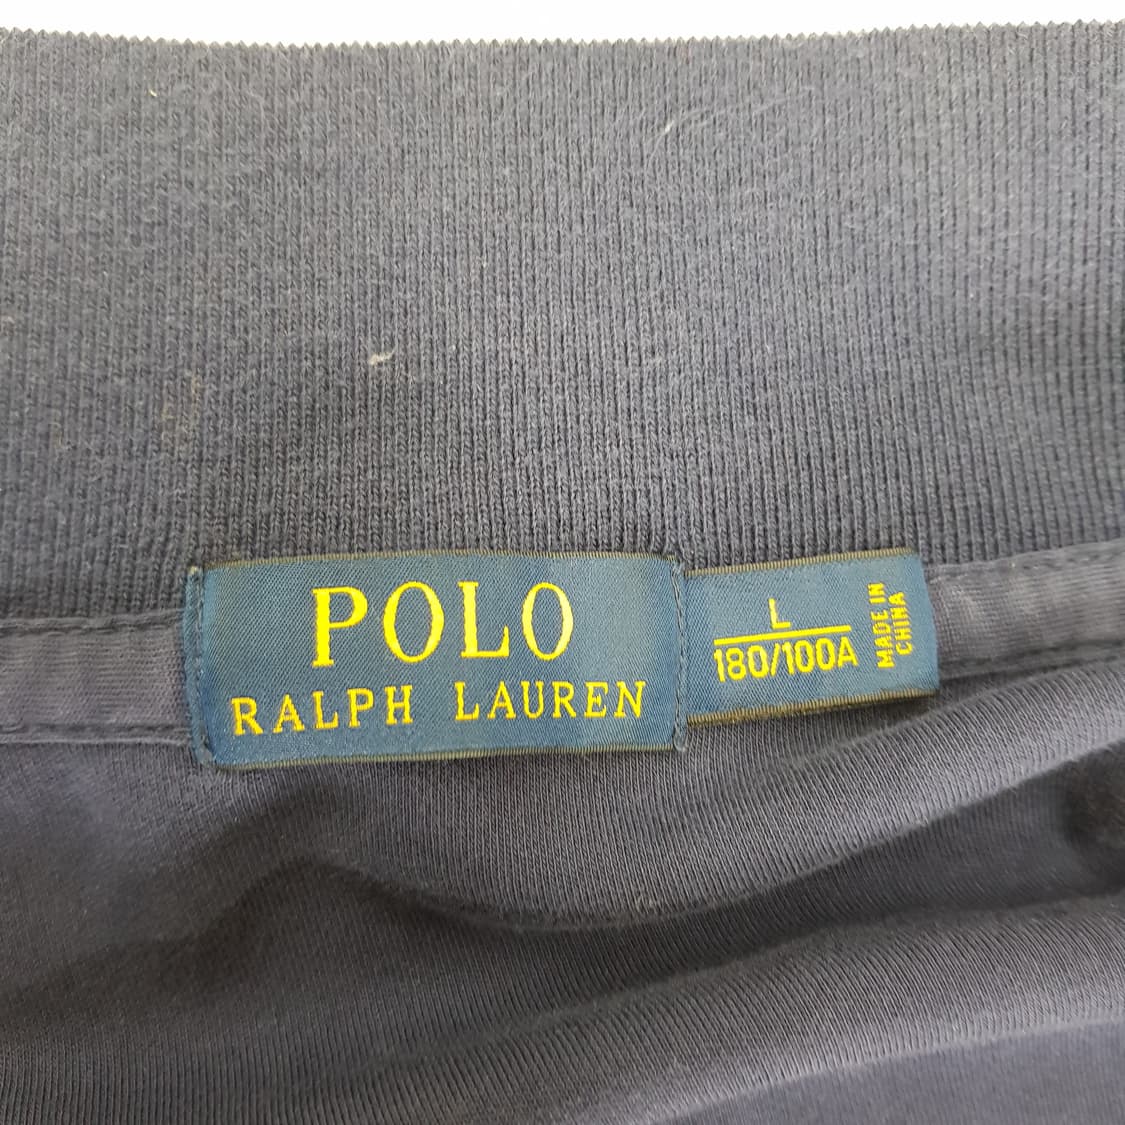 POLO
RALPH LAUREN
L
180/100A
MADE IN
CHINA